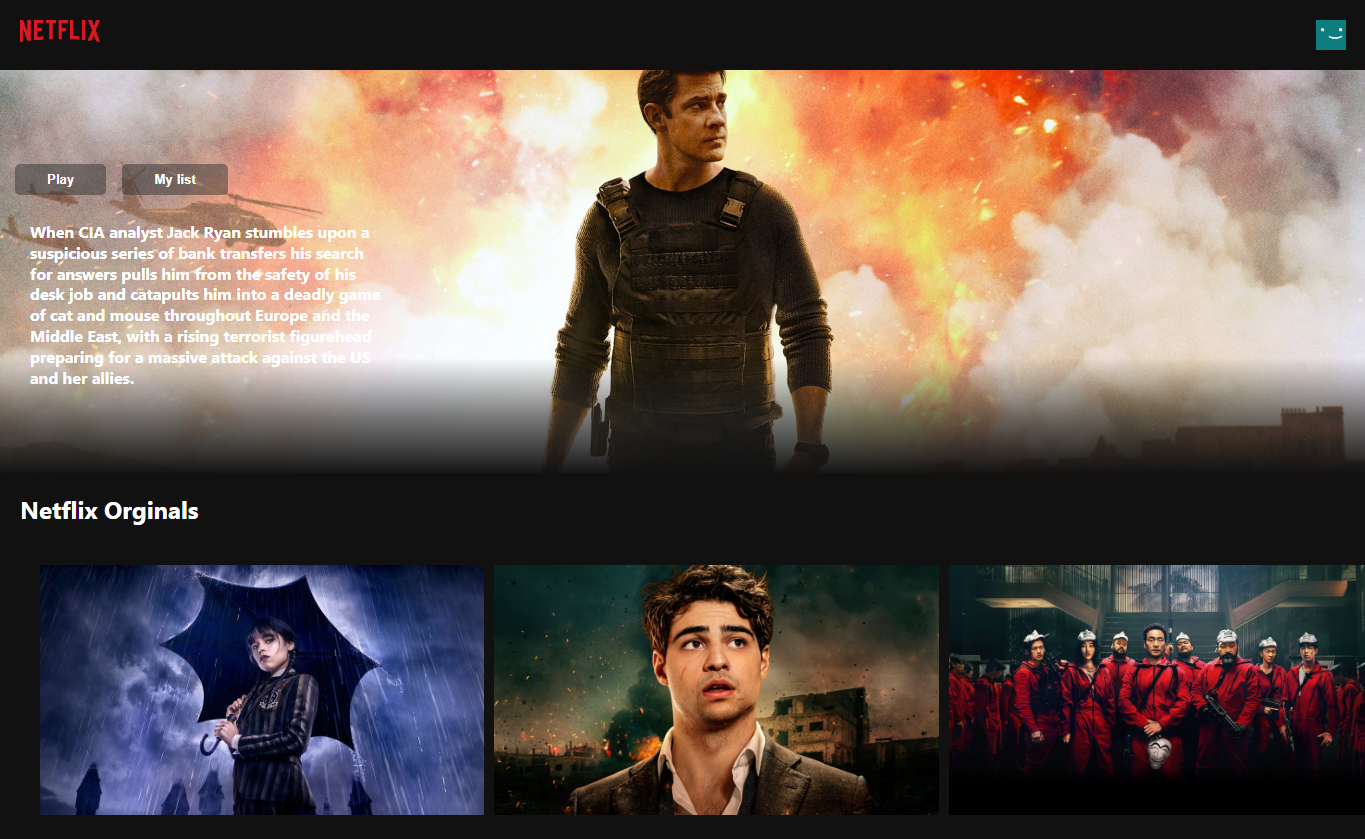 NETFLIX
Play
My list
When CIA analyst Jack Ryan stumbles upon a
suspicious series of bank transfers his search
for answers pulls him from the safety of his
desk job and catapults him into a deadly game
of cat and mouse throughout Europe and the
Middle East, with a rising terrorist figurehead
preparing for a massive attack against the US
and her allies.
Netflix Orginals